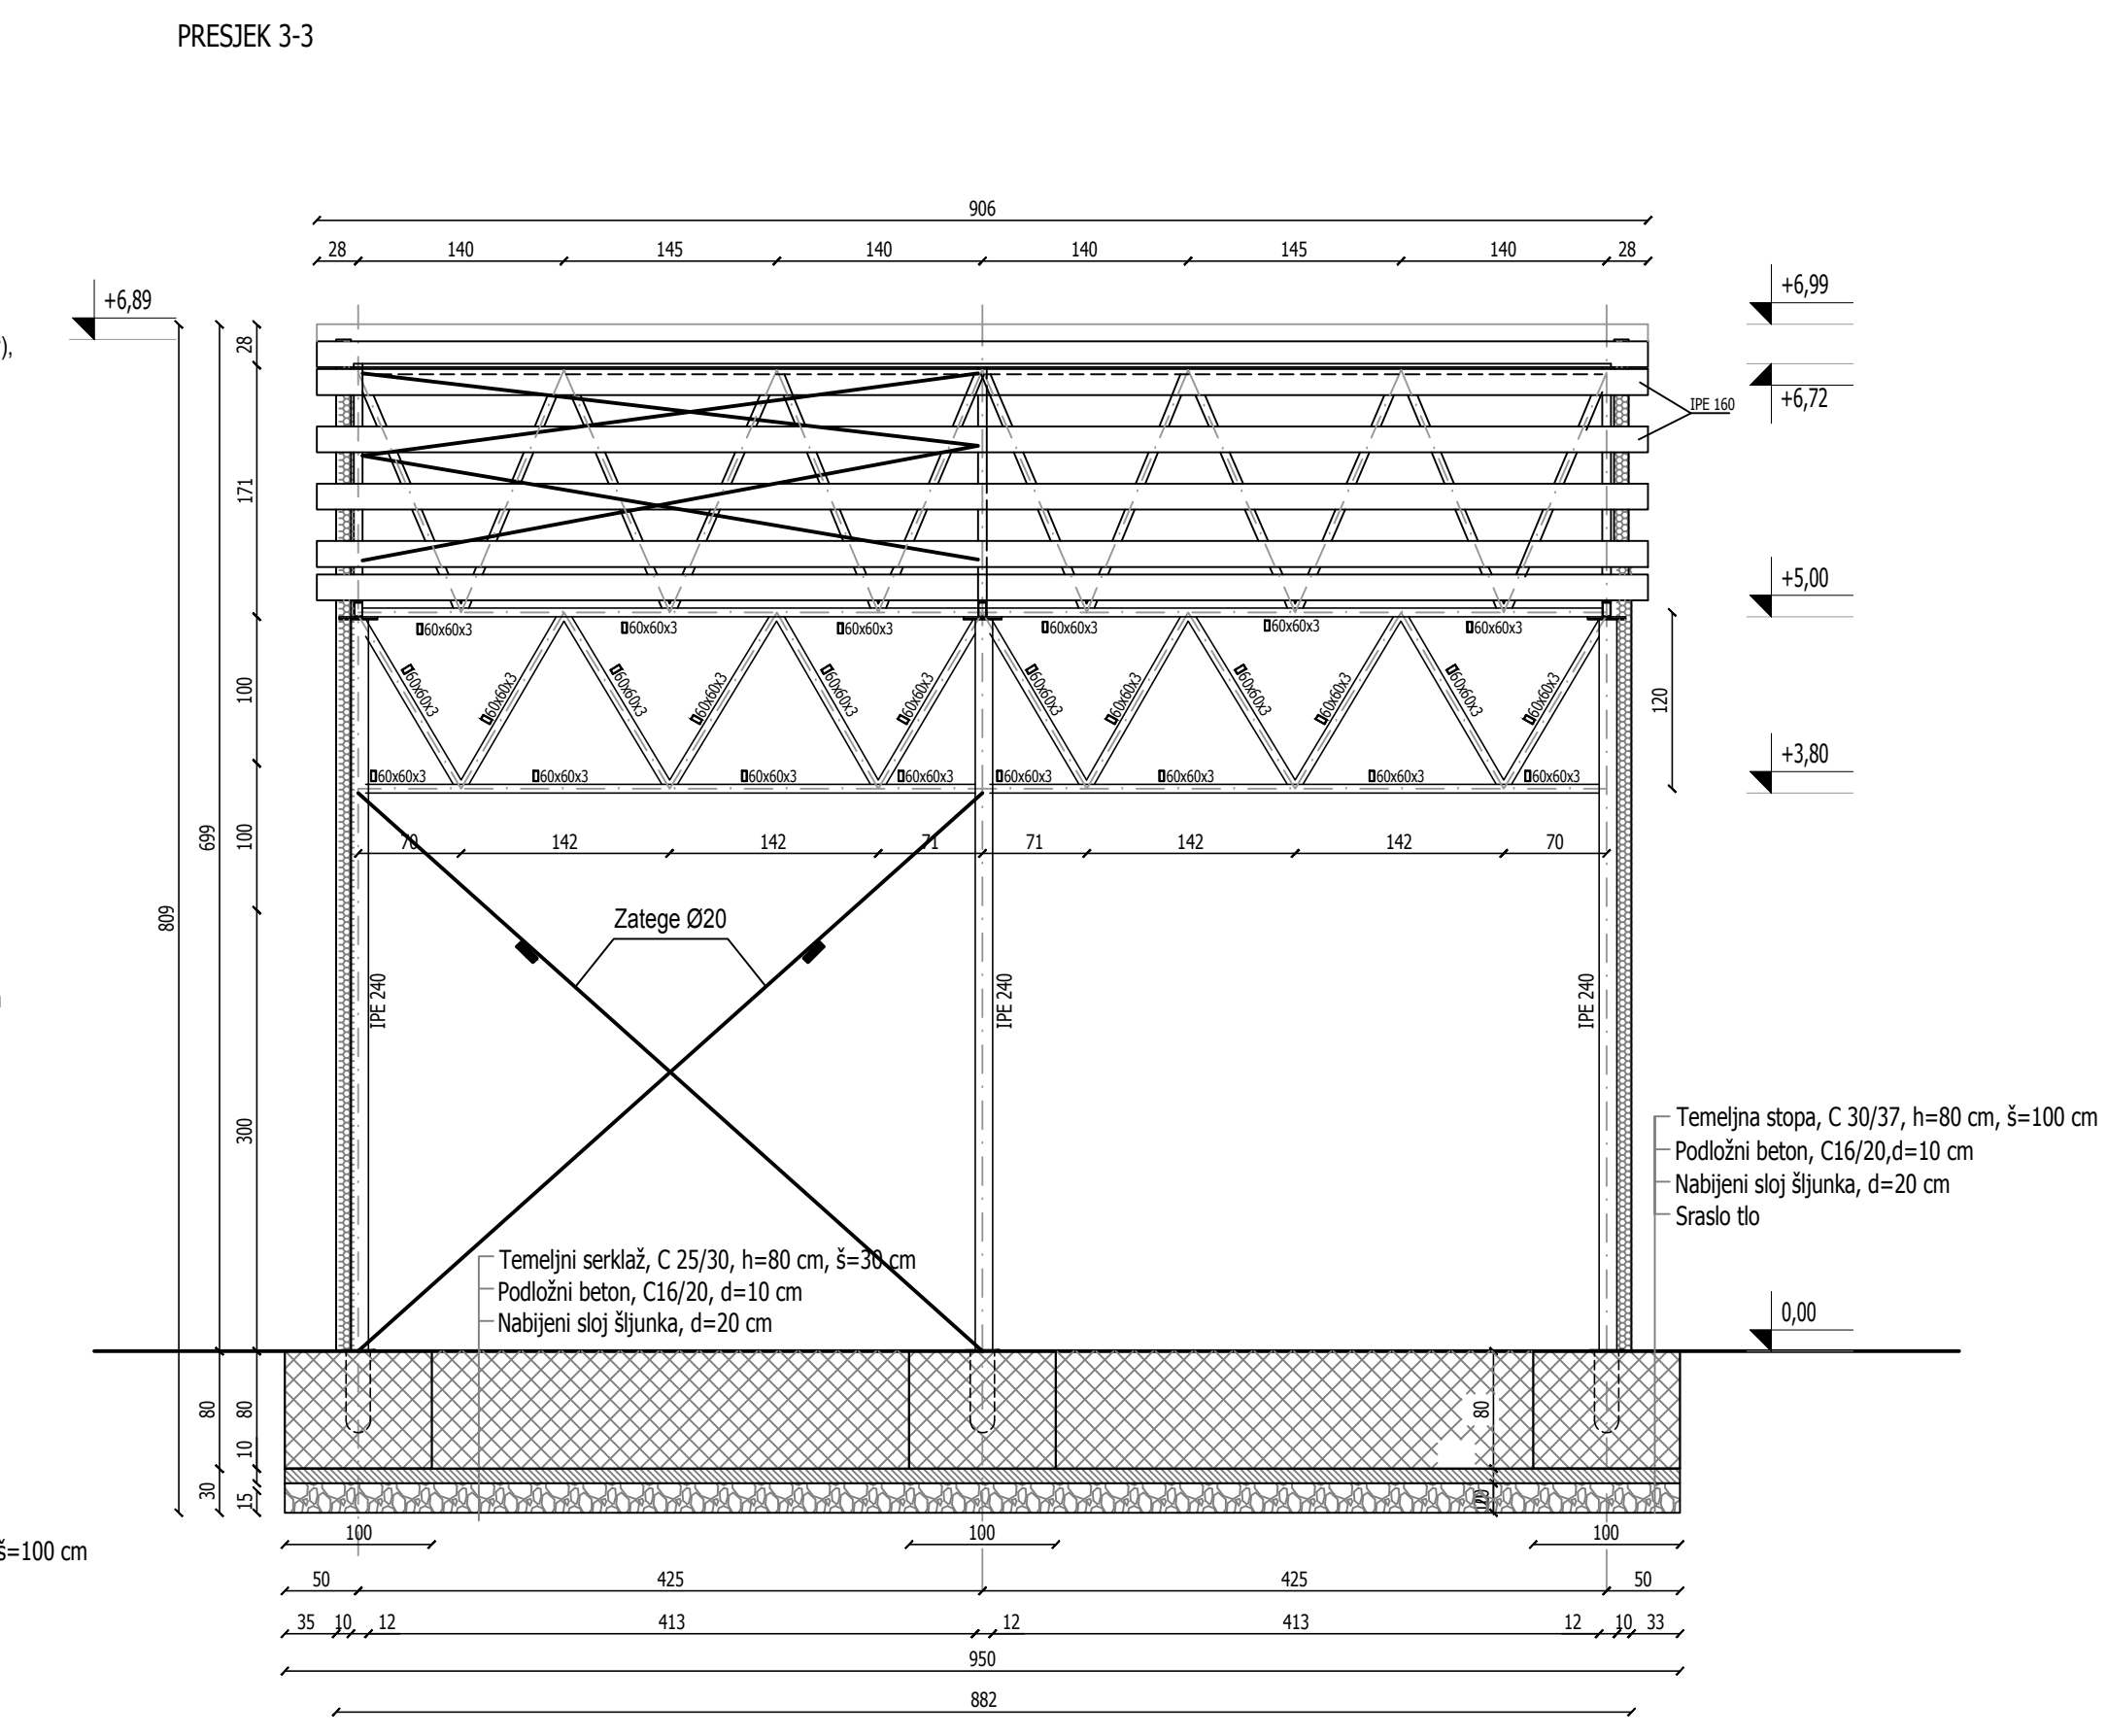 PRESJEK 3-3
906
28 140 145 140 140 145 140 28
+6,89
+6,99
),
28
+6,72
IPE 160
171
+5,00
60x60x3 60x60x3 60x60x3 60x60x3 60x60x3 60x60x3
60x60x3 60x60x3 60x60x3 60x60x3 60x60x3 60x60x3 60x60x3 60x60x3 60x60x3 60x60x3 60x60x3 60x60x3
100
120
+3,80
60x60x3 60x60x3 60x60x3 60x60x3 60x60x3 60x60x3 60x60x3 60x60x3
699
100
70 142 142 71 71 142 142 70
809
Zatege Ø20
IPE 240 IPE 240 IPE 240
300
Temeljna stopa, C 30/37, h=80 cm, š=100 cm
Podložni beton, C16/20,d=10 cm
Nabijeni sloj šljunka, d=20 cm
Sraslo tlo
Temeljni serklaž, C 25/30, h=80 cm, š=30 cm
Podložni beton, C16/20, d=10 cm
Nabijeni sloj šljunka, d=20 cm
0,00
80 80 80
10
30 15
100 100 100
š=100 cm
50 425 425 50
35 10 12 413 12 413 12 10 33
950
882